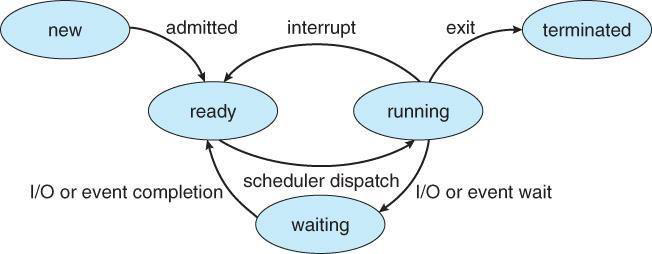 new
admitted
interrupt
exit
terminated
ready
running
I/O or event completion
scheduler dispatch
I/O or event wait
waiting